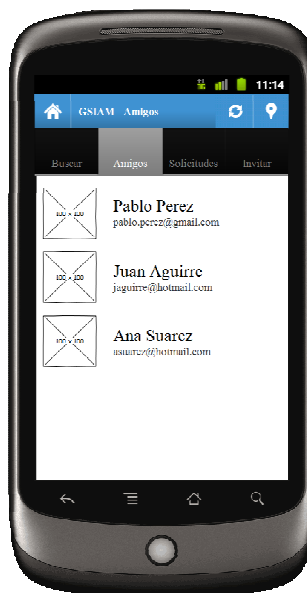 11:14
GSIAM Amigos
Buscar Amigos Solicitudes Invitar
100 x 100
Pablo Perez
pablo.perez@gmail.com
100 x 100
Juan Aguirre
jaguirre@hotmail.com
100 x 100
Ana Suarez
asuarez@hotmail.com